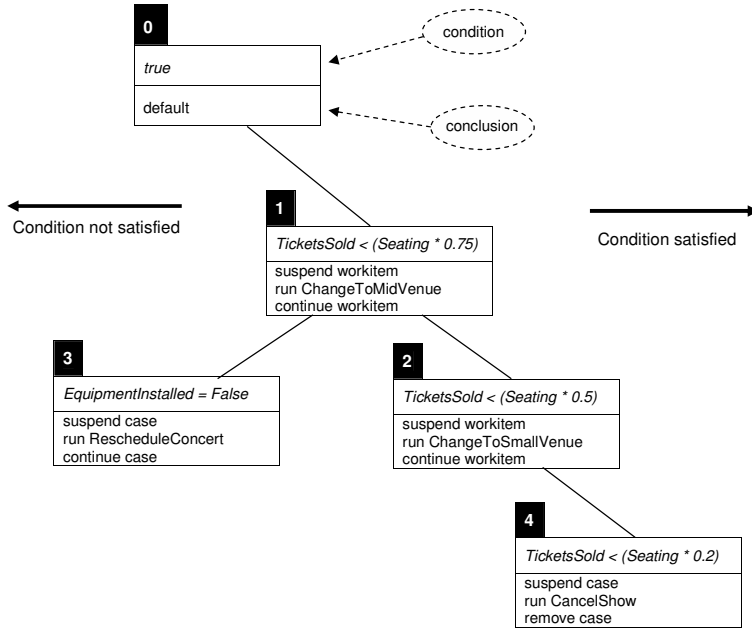 0
condition
true
default
conclusion
Condition not satisfied
1
Condition satisfied
TicketsSold < (Seating * 0.75)
suspend workitem
run ChangeToMidVenue
continue workitem
3
EquipmentInstalled = False
suspend case
run RescheduleConcert
continue case
2
TicketsSold < (Seating * 0.5)
suspend workitem
run ChangeToSmallVenue
continue workitem
4
TicketsSold < (Seating * 0.2)
suspend case
run CancelShow
remove case